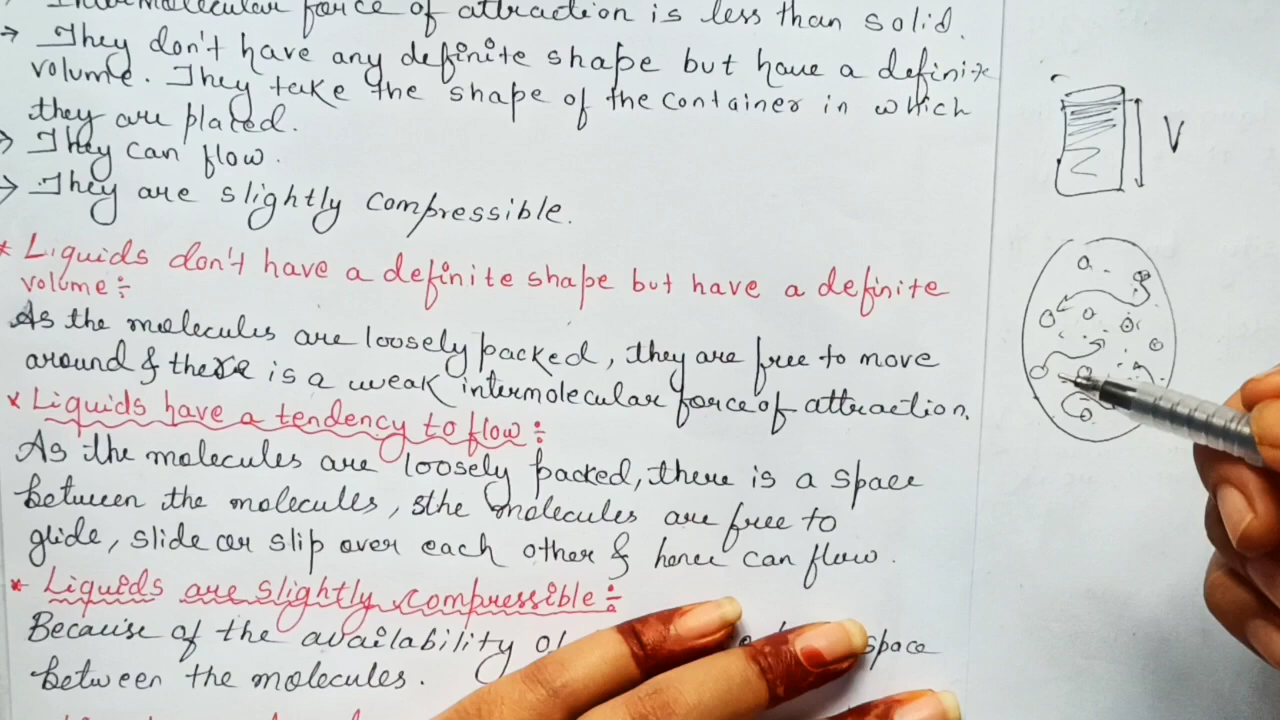 Intermolecular force of attraction is less than solid.
→ They don't have any definite shape but have a definite
volume. They take the shape of the container in which
they are placed.
→ They can flow.
→ They are slightly compressible.
* Liquids don't have a definite shape but have a definite
volume:
As the molecules are loosely packed, they are free to move
around & there is a weak intermolecular force of attraction.
* Liquids have a tendency to flow:
As the molecules are loosely packed, there is a space
between the molecules, sthe molecules are free to
glide, slide or slip over each other & hence can flow.
* Liquids are slightly compressible:
Because of the availability of space
between the molecules.
V